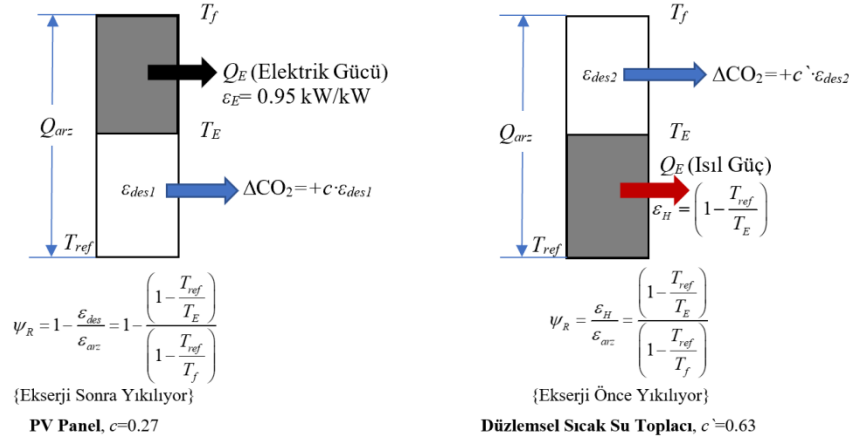 T_f
Q_E (Elektrik Gücü)
ε_E= 0.95 kW/kW
Q_arz
T_E
ε_des1
ΔCO₂=+c·ε_des1
T_ref
ψ_R = 1 - ε_des / ε_arz = 1 - (1 - T_ref / T_E) / (1 - T_ref / T_f)
{Ekserji Sonra Yıkılıyor}
PV Panel, c=0.27
T_f
ε_des2
ΔCO₂=+c`·ε_des2
Q_arz
T_E
Q_E (Isıl Güç)
ε_H = (1 - T_ref / T_E)
T_ref
ψ_R = ε_H / ε_arz = (1 - T_ref / T_E) / (1 - T_ref / T_f)
{Ekserji Önce Yıkılıyor}
Düzlemsel Sıcak Su Toplacı, c`=0.63